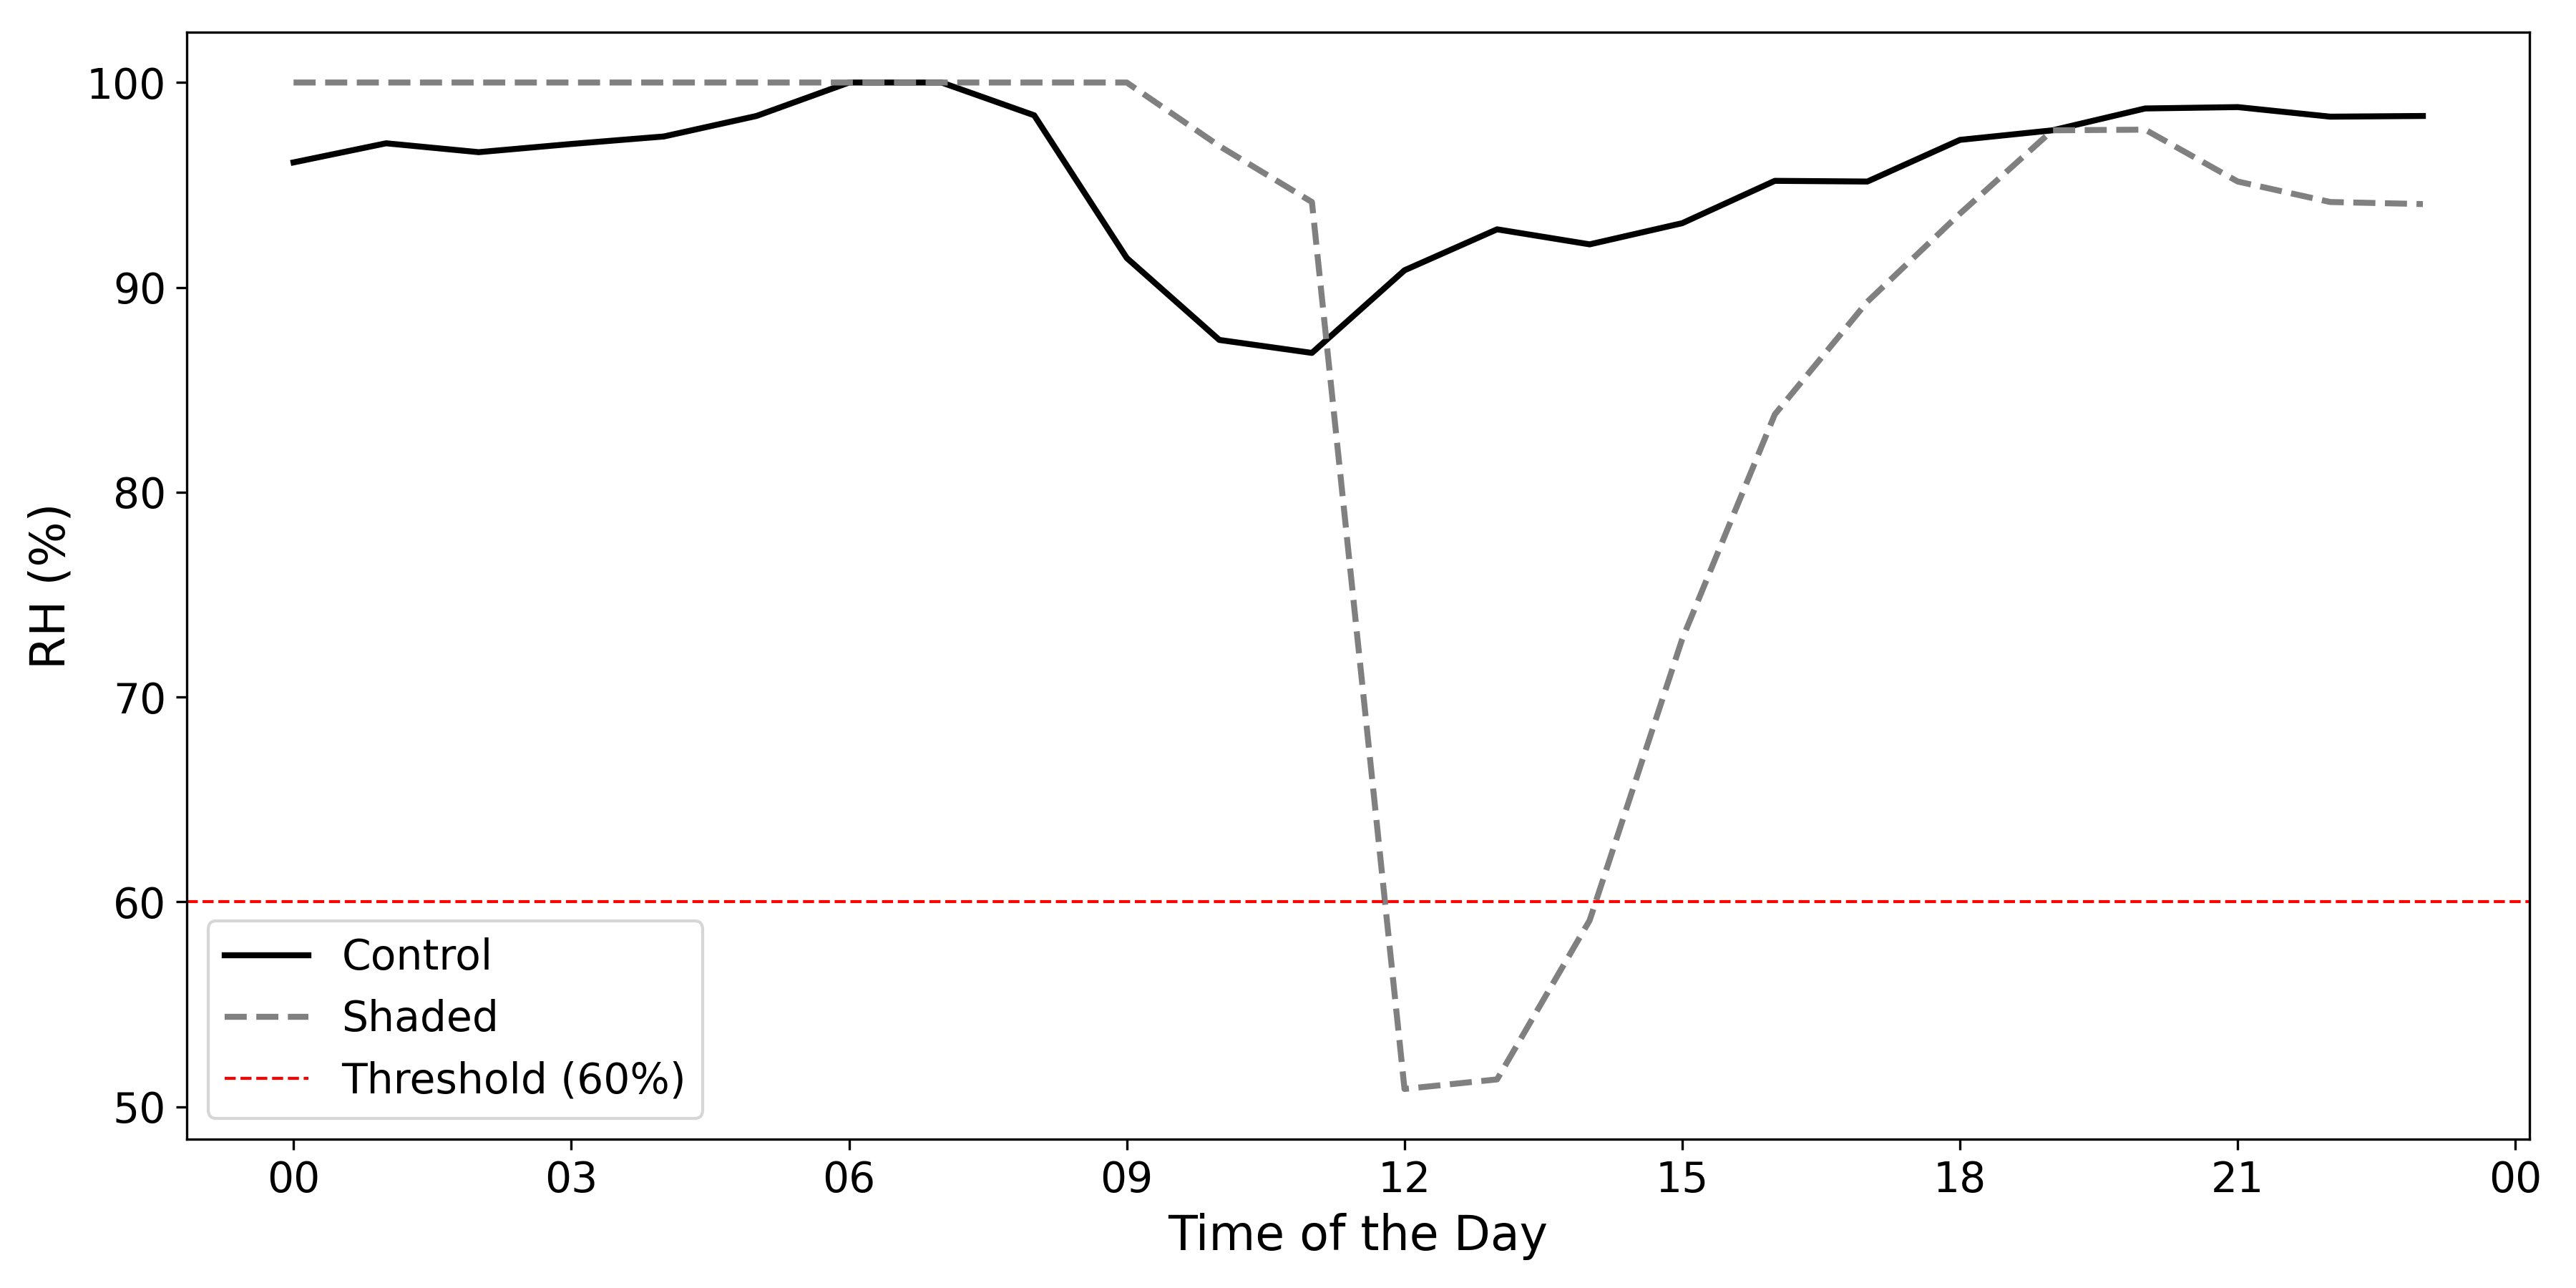 100
90
80
70
60
50
RH (%)
Control
Shaded
Threshold (60%)
00 03 06 09 12 15 18 21 00
Time of the Day